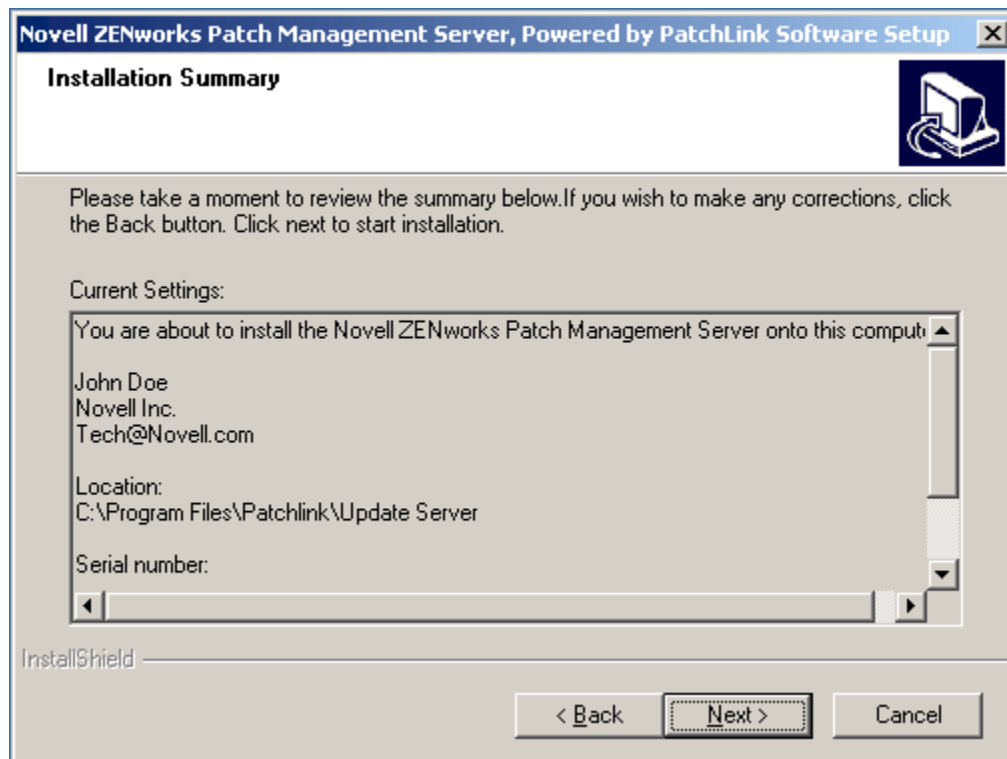 Novell ZENworks Patch Management Server, Powered by PatchLink Software Setup
Installation Summary
Please take a moment to review the summary below.If you wish to make any corrections, click
the Back button. Click next to start installation.
Current Settings:
You are about to install the Novell ZENworks Patch Management Server onto this compute
John Doe
Novell Inc.
Tech@Novell.com
Location:
C:\Program Files\Patchlink\Update Server
Serial number:
InstallShield
< Back
Next >
Cancel